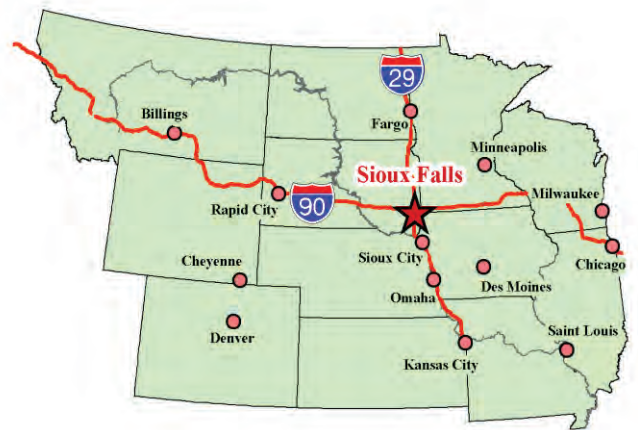 29
Billings
Fargo
Minneapolis
Sioux Falls
Rapid City
90
Milwaukee
Sioux City
Chicago
Cheyenne
Des Moines
Omaha
Denver
Saint Louis
Kansas City